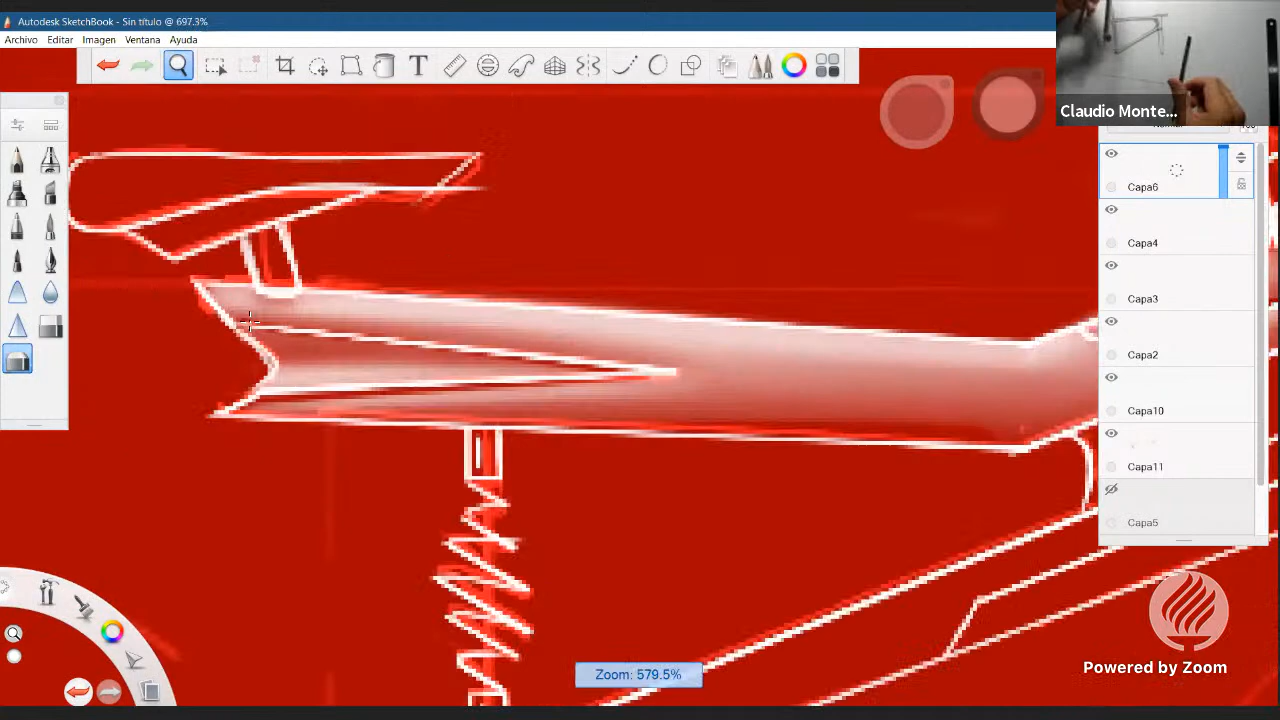 Autodesk SketchBook - Sin título @ 697.3%
Archivo Editar Imagen Ventana Ayuda
Claudio Monte...
Capa6
Capa4
Capa3
Capa2
Capa10
Capa11
Capa5
Zoom: 579.5%
Powered by Zoom